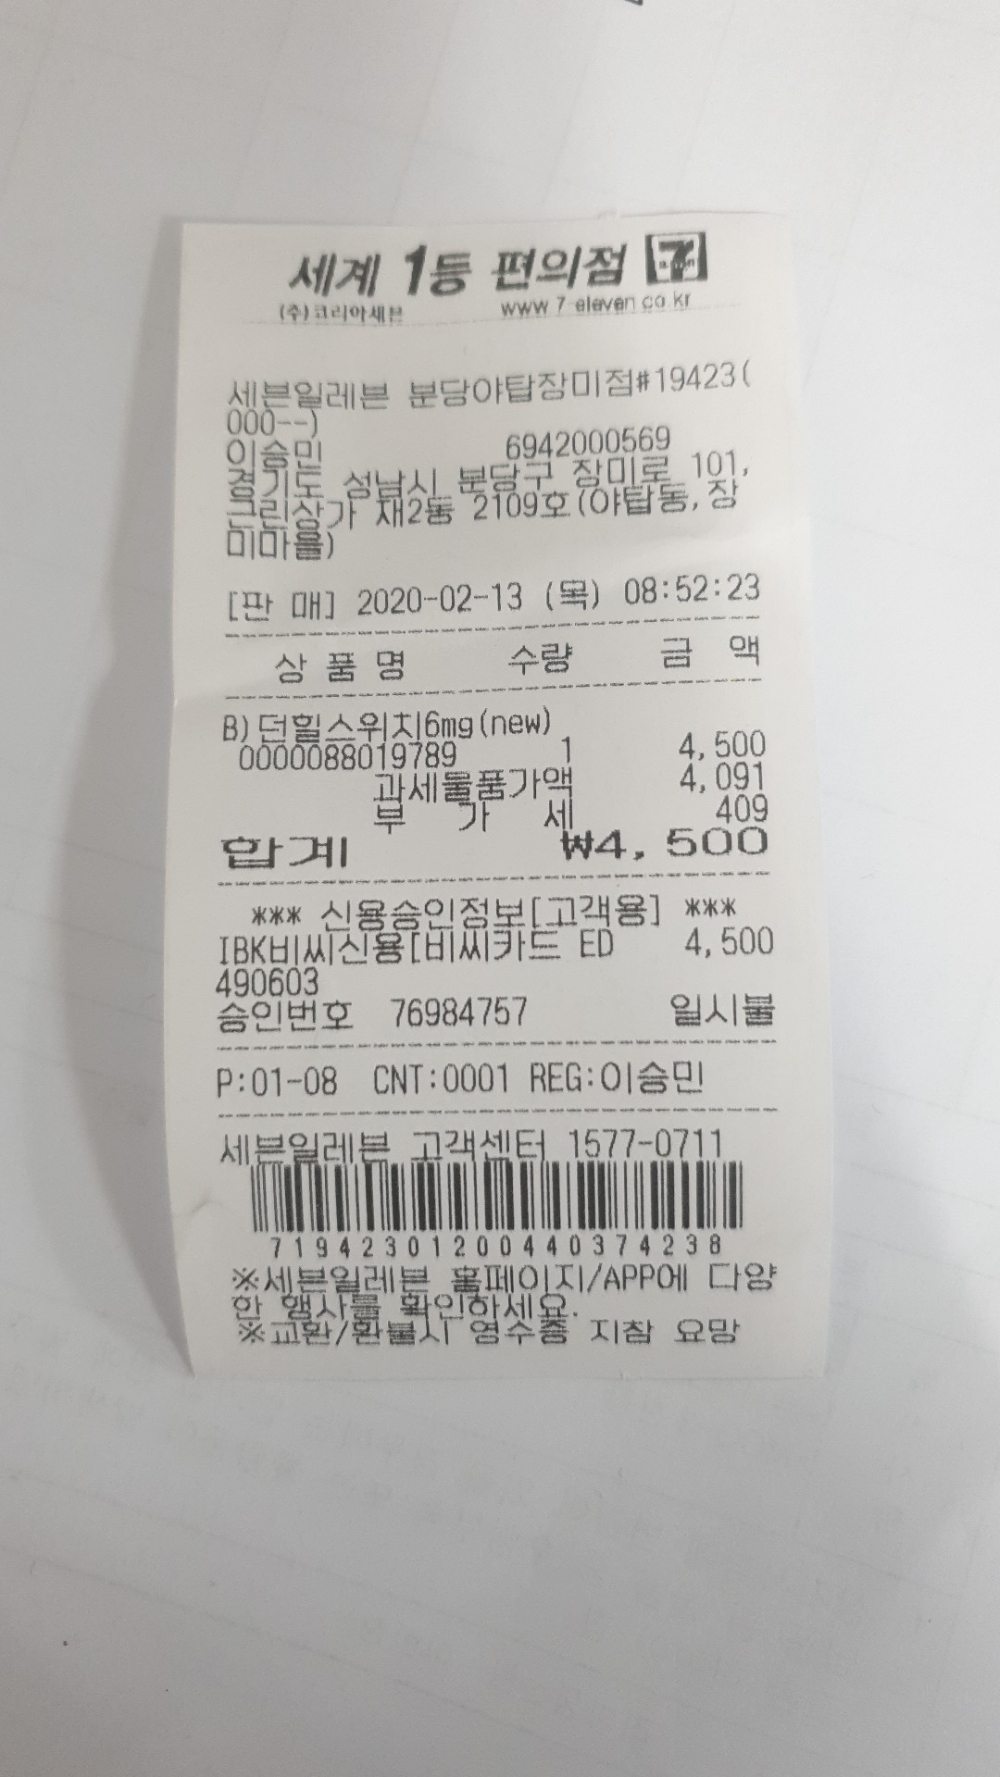 세계 1등 편의점 7
(주)코리아세븐 www.7-eleven.co.kr
세븐일레븐 분당야탑장미점#19423(
000--)
이승민 6942000569
경기도 성남시 분당구 장미로 101,
근린상가 재2동 2109호(야탑동,장
미마을)
[판 매] 2020-02-13 (목) 08:52:23
상 품 명 수량 금 액
B)던힐스위치6mg(new)
0000088019789 1 4,500
과세물품가액 4,091
부 가 세 409
합계 ₩4,500
*** 신용승인정보[고객용] ***
IBK비씨신용[비씨카드 ED 4,500
490603
승인번호 76984757 일시불
P:01-08 CNT:0001 REG:이승민
세븐일레븐 고객센터 1577-0711
7194230120044037 4238
※세븐일레븐 홈페이지/APP에 다양
한 행사를 확인하세요.
※교환/환불시 영수증 지참 요망